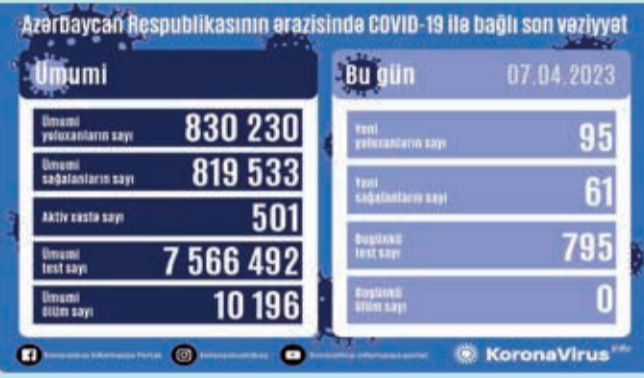 Azərbaycan Respublikasının ərazisində COVID-19 ilə bağlı son vəziyyət
Ümumi
Ümumi
yoluxanların sayı
830 230
Ümumi
sağalanların sayı
819 533
Aktiv xəstə sayı
501
Ümumi
test sayı
7 566 492
Ümumi
ölüm sayı
10 196
Bu gün
07.04.2023
Yeni
yoluxanların sayı
95
Yeni
sağalanların sayı
61
Bugünkü
test sayı
795
Bugünkü
ölüm sayı
0
KoronaVirus info